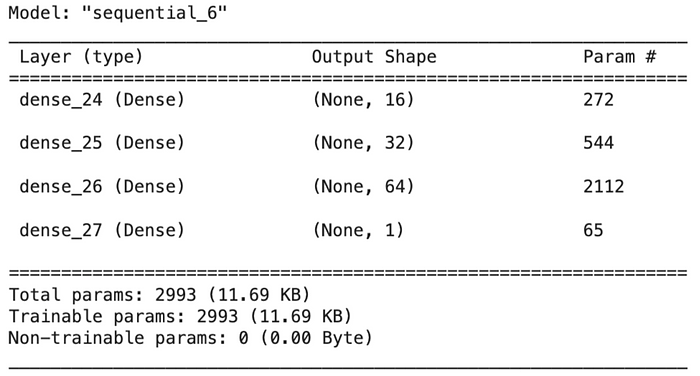 Model: "sequential_6"
Layer (type) Output Shape Param #
dense_24 (Dense) (None, 16) 272
dense_25 (Dense) (None, 32) 544
dense_26 (Dense) (None, 64) 2112
dense_27 (Dense) (None, 1) 65
Total params: 2993 (11.69 KB)
Trainable params: 2993 (11.69 KB)
Non-trainable params: 0 (0.00 Byte)